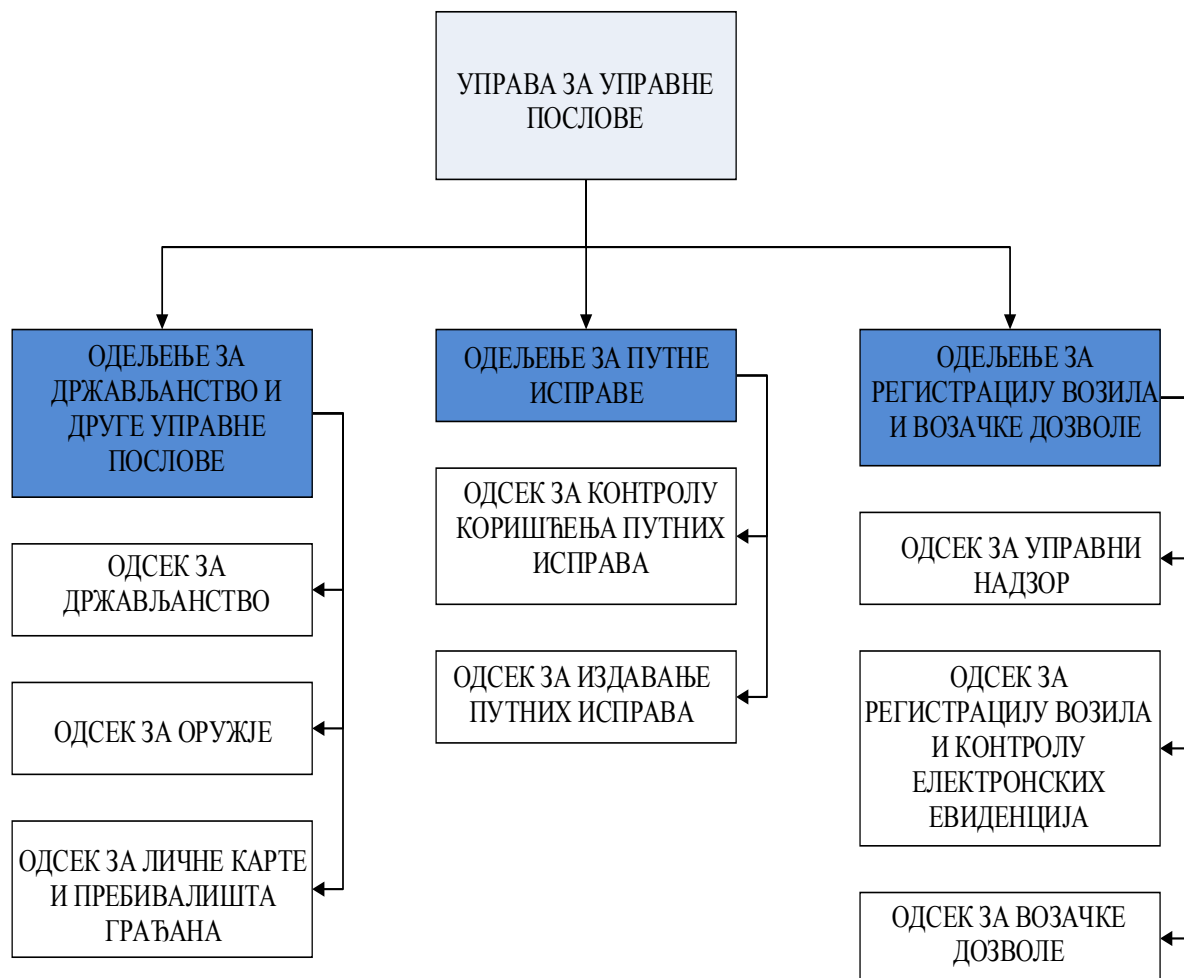 УПРАВА ЗА УПРАВНЕ
ПОСЛОВЕ
ОДЕЉЕЊЕ ЗА
ДРЖАВЉАНСТВО И
ДРУГЕ УПРАВНЕ
ПОСЛОВЕ
ОДСЕК ЗА
ДРЖАВЉАНСТВО
ОДСЕК ЗА ОРУЖЈЕ
ОДСЕК ЗА ЛИЧНЕ КАРТЕ
И ПРЕБИВАЛИШТА
ГРАЂАНА
ОДЕЉЕЊЕ ЗА ПУТНЕ
ИСПРАВЕ
ОДСЕК ЗА КОНТРОЛУ
КОРИШЋЕЊА ПУТНИХ
ИСПРАВА
ОДСЕК ЗА ИЗДАВАЊЕ
ПУТНИХ ИСПРАВА
ОДЕЉЕЊЕ ЗА
РЕГИСТРАЦИЈУ ВОЗИЛА
И ВОЗАЧКЕ ДОЗВОЛЕ
ОДСЕК ЗА УПРАВНИ
НАДЗОР
ОДСЕК ЗА
РЕГИСТРАЦИЈУ ВОЗИЛА
И КОНТРОЛУ
ЕЛЕКТРОНСКИХ
ЕВИДЕНЦИЈА
ОДСЕК ЗА ВОЗАЧКЕ
ДОЗВОЛЕ